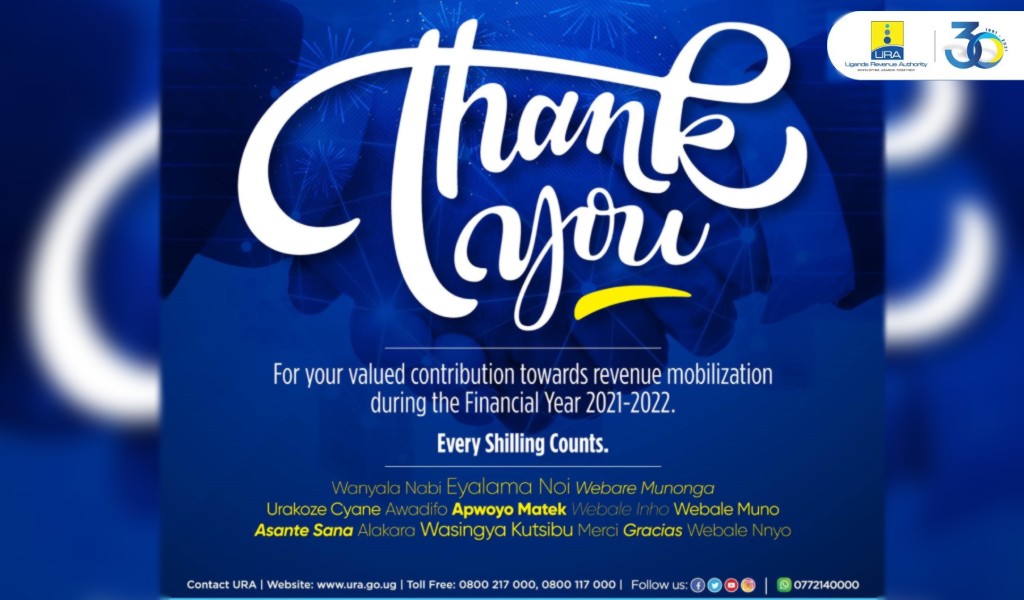 URA
Uganda Revenue Authority
DEVELOPING UGANDA TOGETHER
30
1991 - 2021
Thank
you
For your valued contribution towards revenue mobilization
during the Financial Year 2021-2022.
Every Shilling Counts.
Wanyala Nabi Eyalama Noi Webare Munonga
Urakoze Cyane Awadifo Apwoyo Matek Webale Inho Webale Muno
Asante Sana Alakara Wasingya Kutsibu Merci Gracias Webale Nnyo
Contact URA | Website: www.ura.go.ug | Toll Free: 0800 217 000, 0800 117 000 | Follow us: | 0772140000